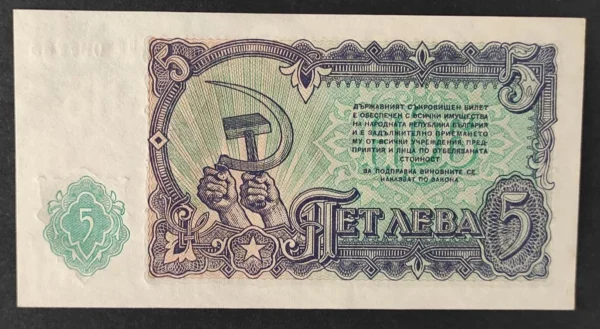 5
ДЪРЖАВНИЯТ СЪКРОВИЩЕН БИЛЕТ
Е ОБЕЗПЕЧЕН С ВСИЧКИ ИМУЩЕСТВА
НА НАРОДНАТА РЕПУБЛИКА БЪЛГАРИЯ
И Е ЗАДЪЛЖИТЕЛНО ПРИЕМАНЕТО
МУ ОТ ВСИЧКИ УЧРЕЖДЕНИЯ, ПРЕД-
ПРИЯТИЯ И ЛИЦА ПО ОТБЕЛЯЗАНАТА
СТОЙНОСТ
ЗА ПОДПРАВКА ВИНОВНИТЕ СЕ
НАКАЗВАТ ПО ЗАКОНА
5
ПЕТ ЛЕВА 5